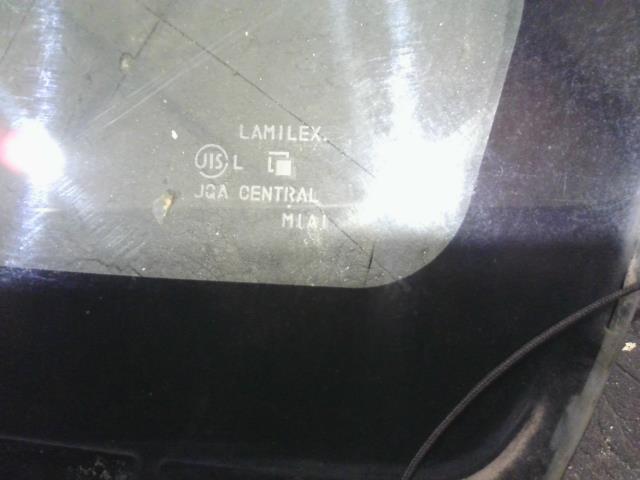 LAMILEX.
JIS L
JQA CENTRAL
M1A1